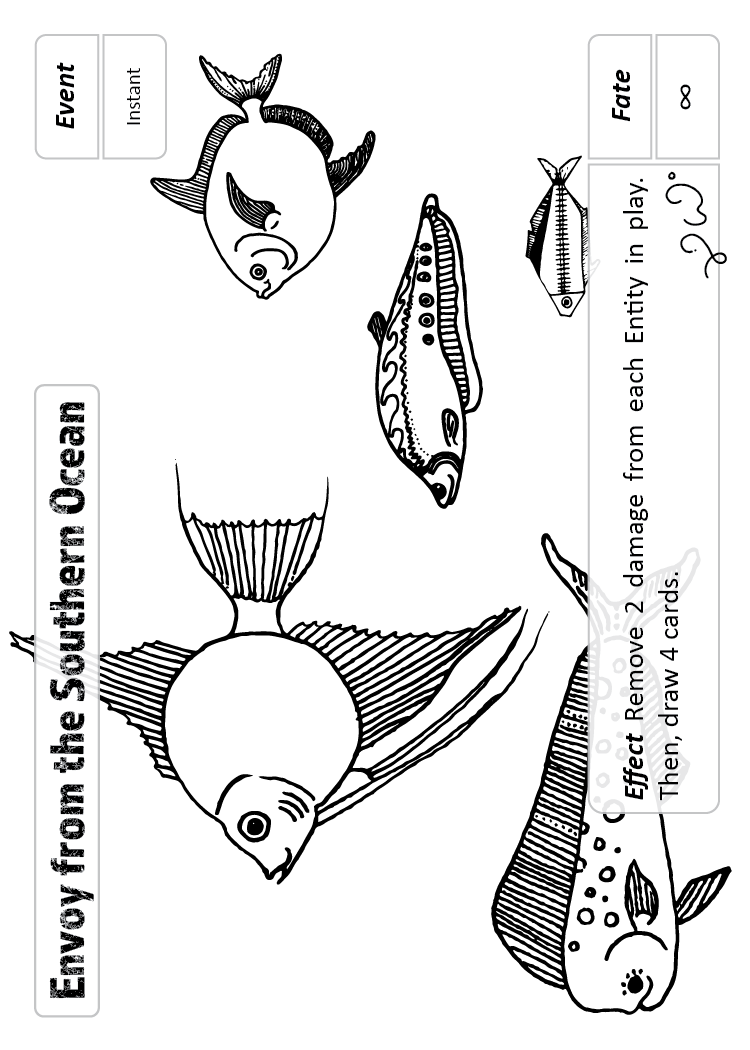 Envoy from the Southern Ocean
Event
Instant
Effect Remove 2 damage from each Entity in play.
Then, draw 4 cards.
Fate
∞